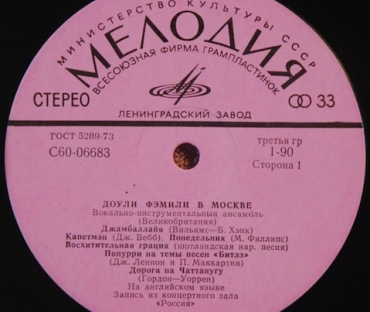 МИНИСТЕРСТВО КУЛЬТУРЫ СССР
МЕЛОДИЯ
ВСЕСОЮЗНАЯ ФИРМА ГРАМПЛАСТИНОК
СТЕРЕО
33
ЛЕНИНГРАДСКИЙ ЗАВОД
ГОСТ 5289-73
третья гр
С60-06683
1-90
Сторона 1
ДОУЛИ ФЭМИЛИ В МОСКВЕ
Вокально-инструментальный ансамбль
(Великобритания)
Джамбалайя (Вильямс—Б. Хэнк)
Капетмэн (Дж. Вебб). Понедельник (М. Филлипс)
Восхитительная грация (шотландская нар. песня)
Попурри на темы песен «Битлз»
(Дж. Леннон и П. Маккартни)
Дорога на Чаттанугу
(Гордон—Уоррен)
На английском языке
Запись из концертного зала
«Россия»